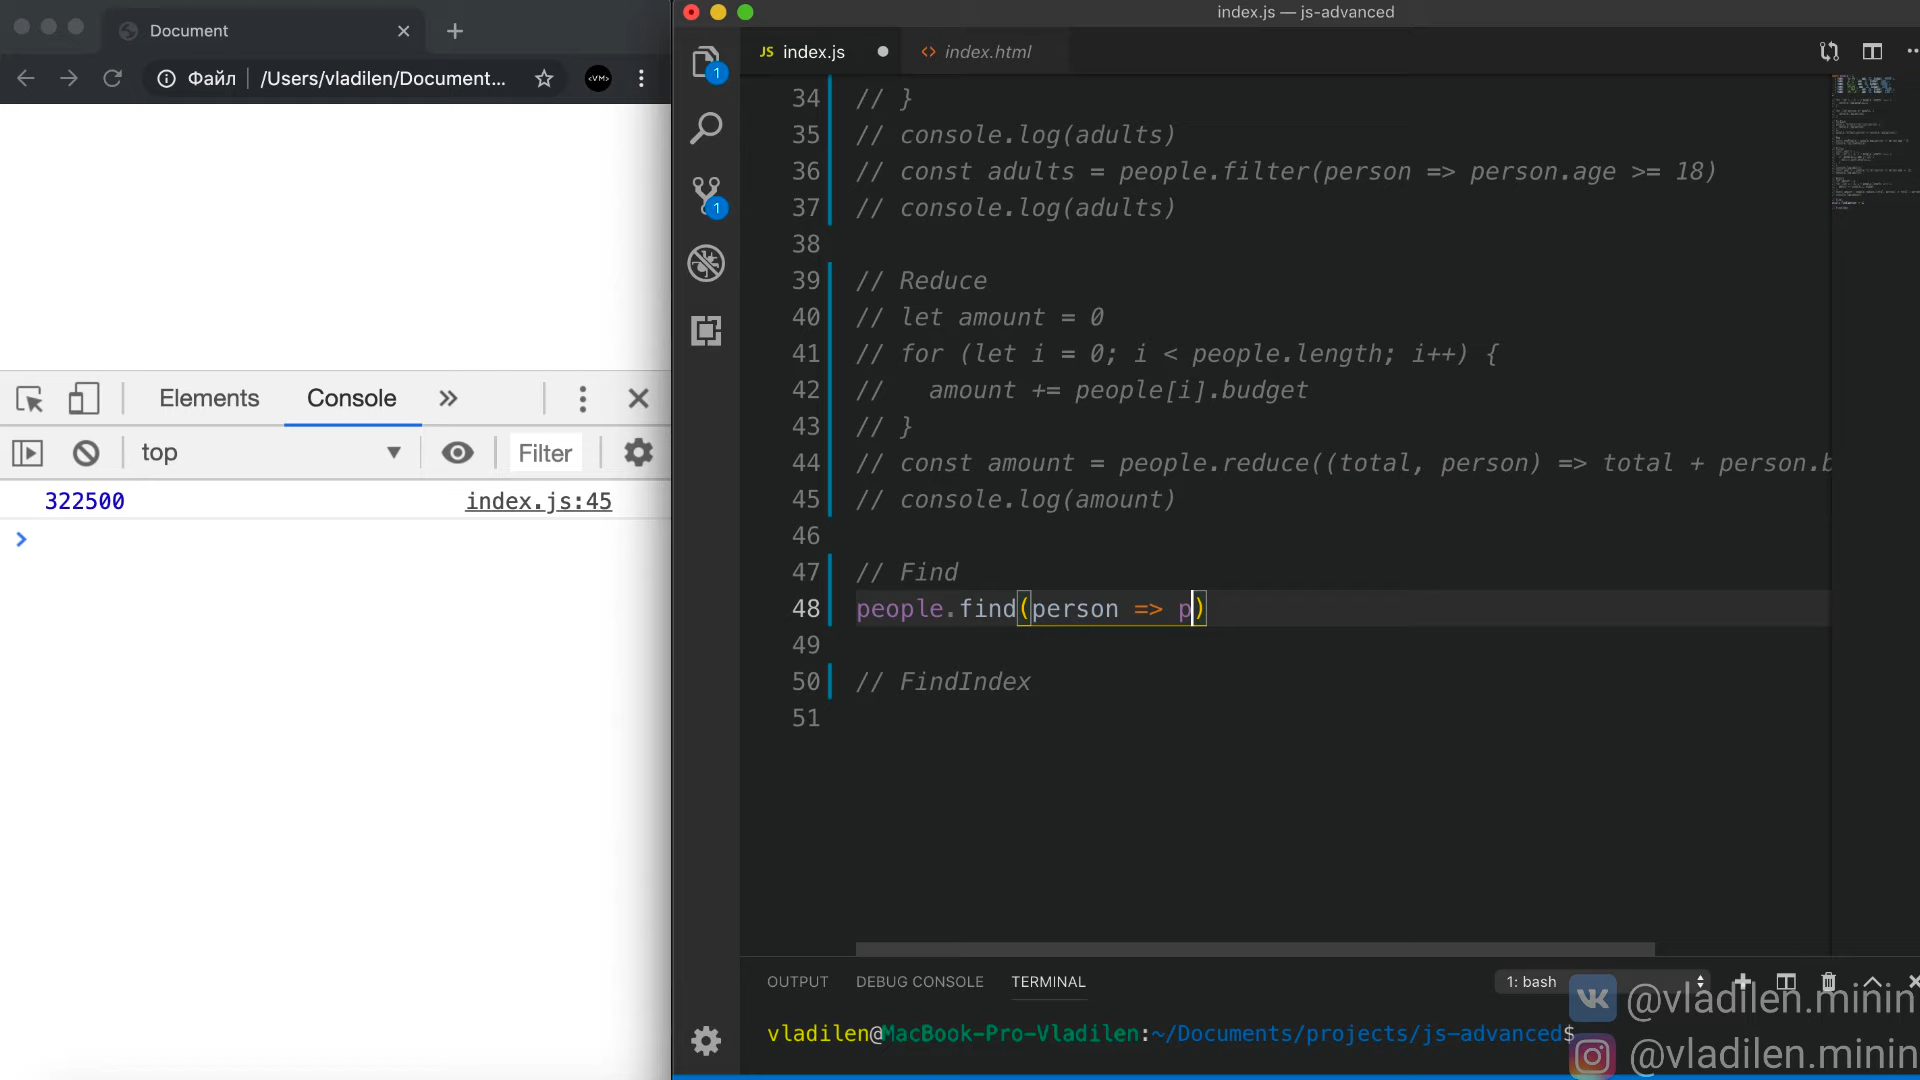 Document
Файл
/Users/vladilen/Document...
<VM>
Elements
Console
top
Filter
322500
index.js:45
index.js — js-advanced
JS index.js
<> index.html
1
1
34 // }
35 // console.log(adults)
36 // const adults = people.filter(person => person.age >= 18)
37 // console.log(adults)
38
39 // Reduce
40 // let amount = 0
41 // for (let i = 0; i < people.length; i++) {
42 //   amount += people[i].budget
43 // }
44 // const amount = people.reduce((total, person) => total + person.b
45 // console.log(amount)
46
47 // Find
48 people.find(person => p)
49
50 // FindIndex
51
OUTPUT
DEBUG CONSOLE
TERMINAL
1: bash
vladilen@MacBook-Pro-Vladilen:~/Documents/projects/js-advanced$
@vladilen.minin
@vladilen.minin